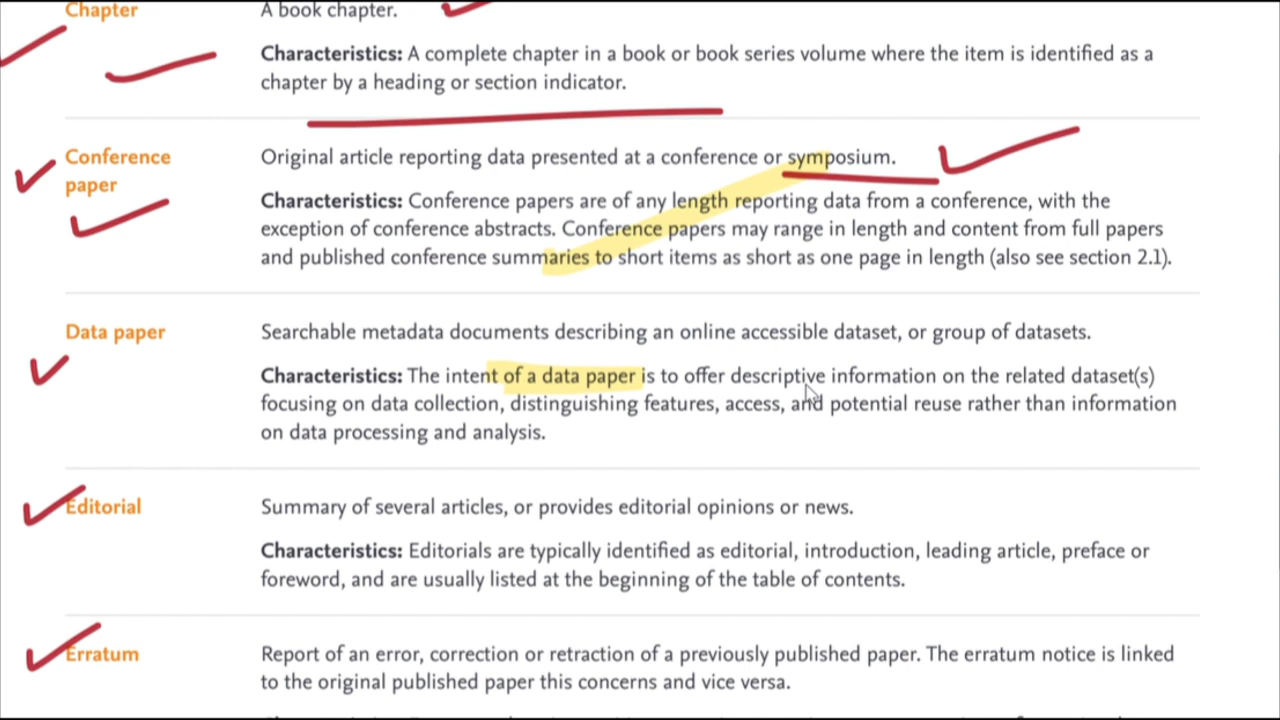 Chapter
A book chapter.
Characteristics: A complete chapter in a book or book series volume where the item is identified as a
chapter by a heading or section indicator.
Conference
paper
Original article reporting data presented at a conference or symposium.
Characteristics: Conference papers are of any length reporting data from a conference, with the
exception of conference abstracts. Conference papers may range in length and content from full papers
and published conference summaries to short items as short as one page in length (also see section 2.1).
Data paper
Searchable metadata documents describing an online accessible dataset, or group of datasets.
Characteristics: The intent of a data paper is to offer descriptive information on the related dataset(s)
focusing on data collection, distinguishing features, access, and potential reuse rather than information
on data processing and analysis.
Editorial
Summary of several articles, or provides editorial opinions or news.
Characteristics: Editorials are typically identified as editorial, introduction, leading article, preface or
foreword, and are usually listed at the beginning of the table of contents.
Erratum
Report of an error, correction or retraction of a previously published paper. The erratum notice is linked
to the original published paper this concerns and vice versa.